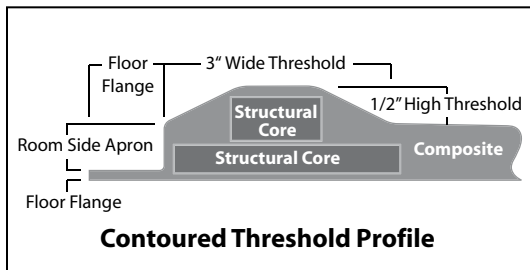 Floor
Flange
3“ Wide Threshold
1/2” High Threshold
Structural
Core
Room Side Apron
Structural Core
Composite
Floor Flange
Contoured Threshold Profile